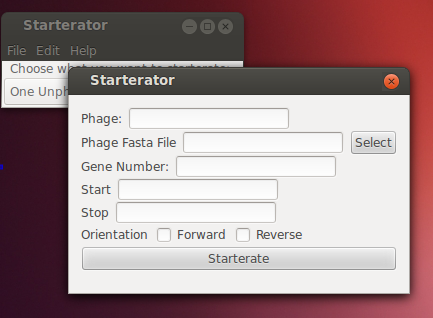 Starterator
File Edit Help
Choose what you want to starterate:
One Unph
Starterator
Phage:
Phage Fasta File
Select
Gene Number:
Start
Stop
Orientation Forward Reverse
Starterate